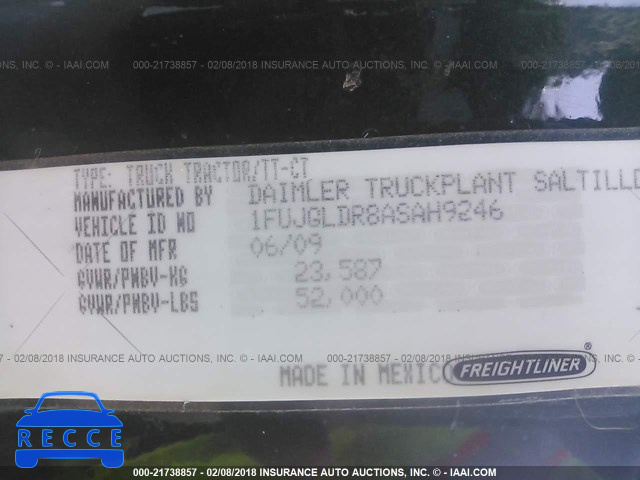 000-21738857 - 02/08/2018 INSURANCE AUTO AUCTIONS, INC. - © IAAI.COM
TYPE: TRUCK TRACTOR/TT-CT
MANUFACTURED BY DAIMLER TRUCKPLANT SALTILLO
VEHICLE ID NO 1FUJGLDR8ASAH9246
DATE OF MFR 06/09
GVWR/PNBV-KG 23,587
GVWR/PNBV-LBS 52,000
000-21738857 - 02/08/2018 INSURANCE AUTO AUCTIONS, INC. - © IAAI.COM
MADE IN MEXICO FREIGHTLINER®
RECCE
000-21738857 - 02/08/2018 INSURANCE AUTO AUCTIONS, INC. - © IAAI.COM